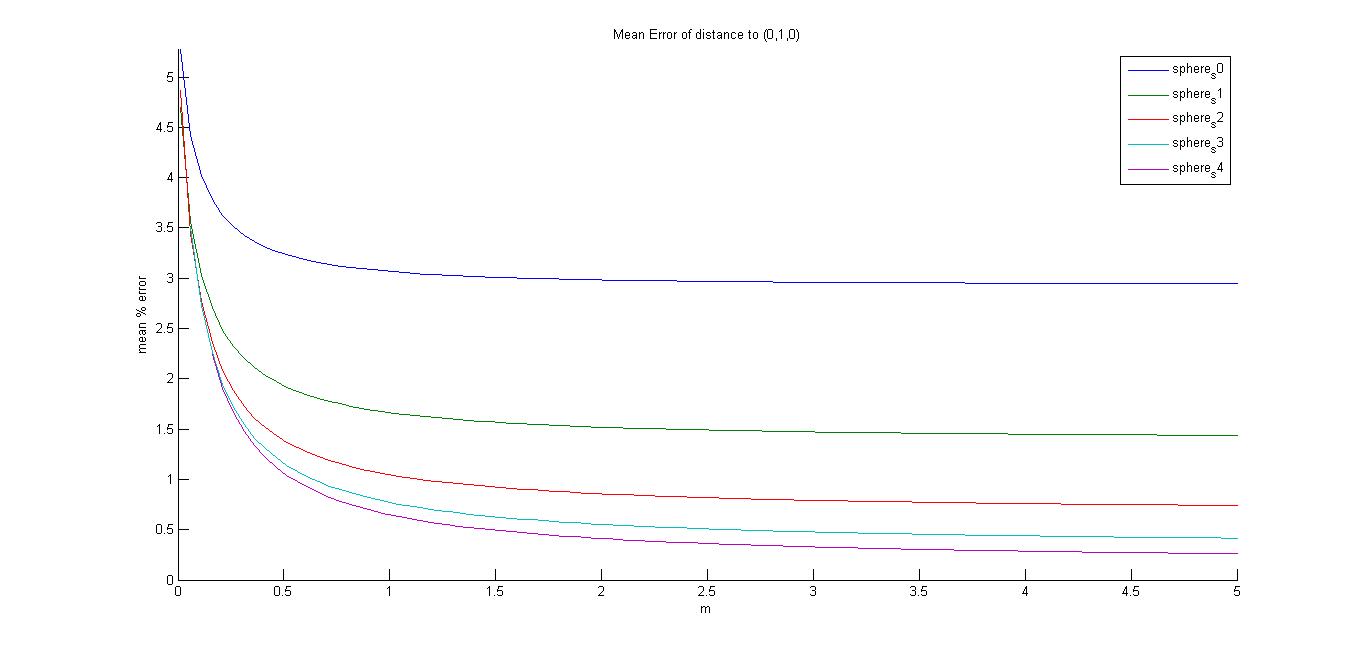 Mean Error of distance to (0,1,0)
sphere_s0
sphere_s1
sphere_s2
sphere_s3
sphere_s4
5
4.5
4
3.5
3
2.5
2
1.5
1
0.5
0
mean % error
0 0.5 1 1.5 2 2.5 3 3.5 4 4.5 5
m